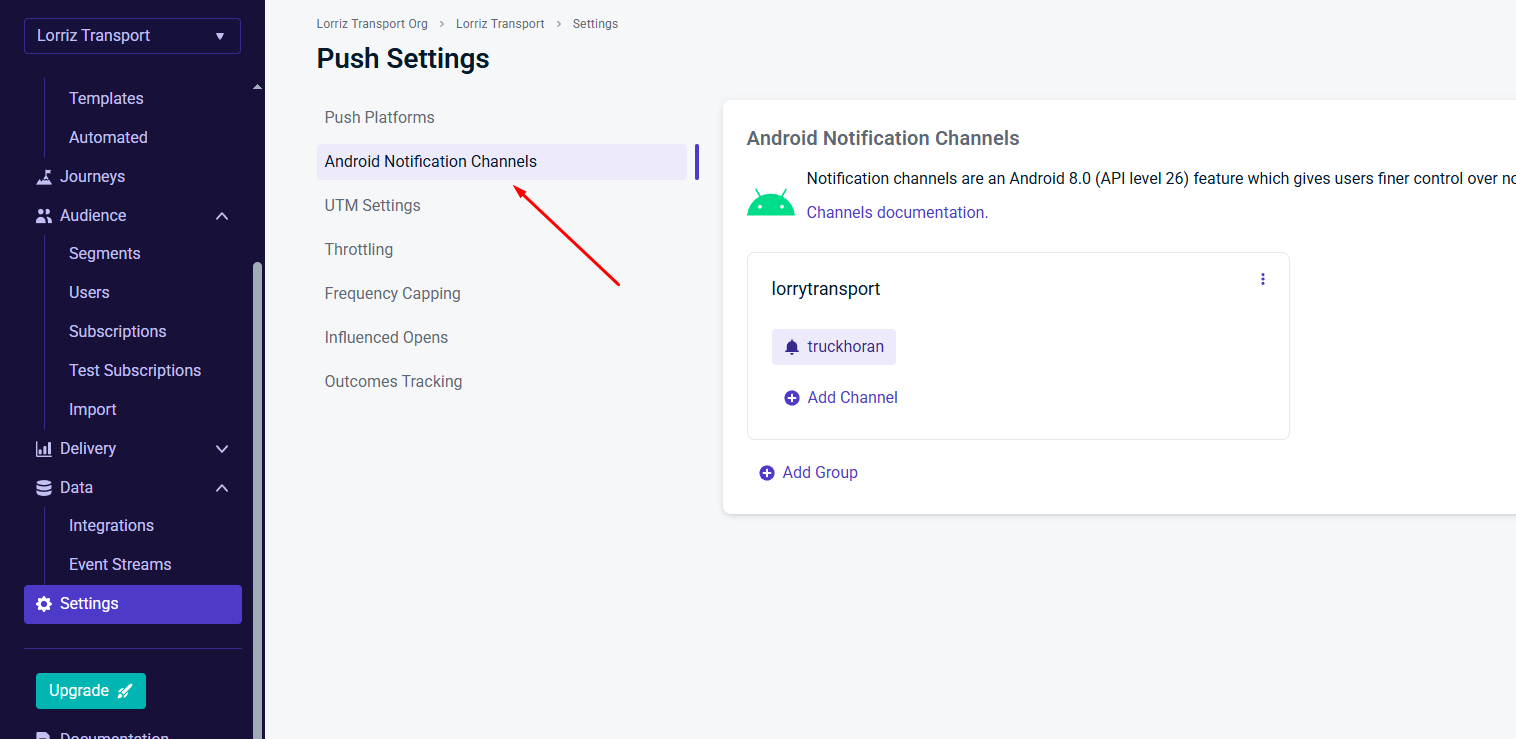 Lorriz Transport
Templates
Automated
Journeys
Audience
Segments
Users
Subscriptions
Test Subscriptions
Import
Delivery
Data
Integrations
Event Streams
Settings
Upgrade
Documentation
Lorriz Transport Org > Lorriz Transport > Settings
Push Settings
Push Platforms
Android Notification Channels
UTM Settings
Throttling
Frequency Capping
Influenced Opens
Outcomes Tracking
Android Notification Channels
Notification channels are an Android 8.0 (API level 26) feature which gives users finer control over
Channels documentation.
lorrytransport
truckhoran
Add Channel
Add Group